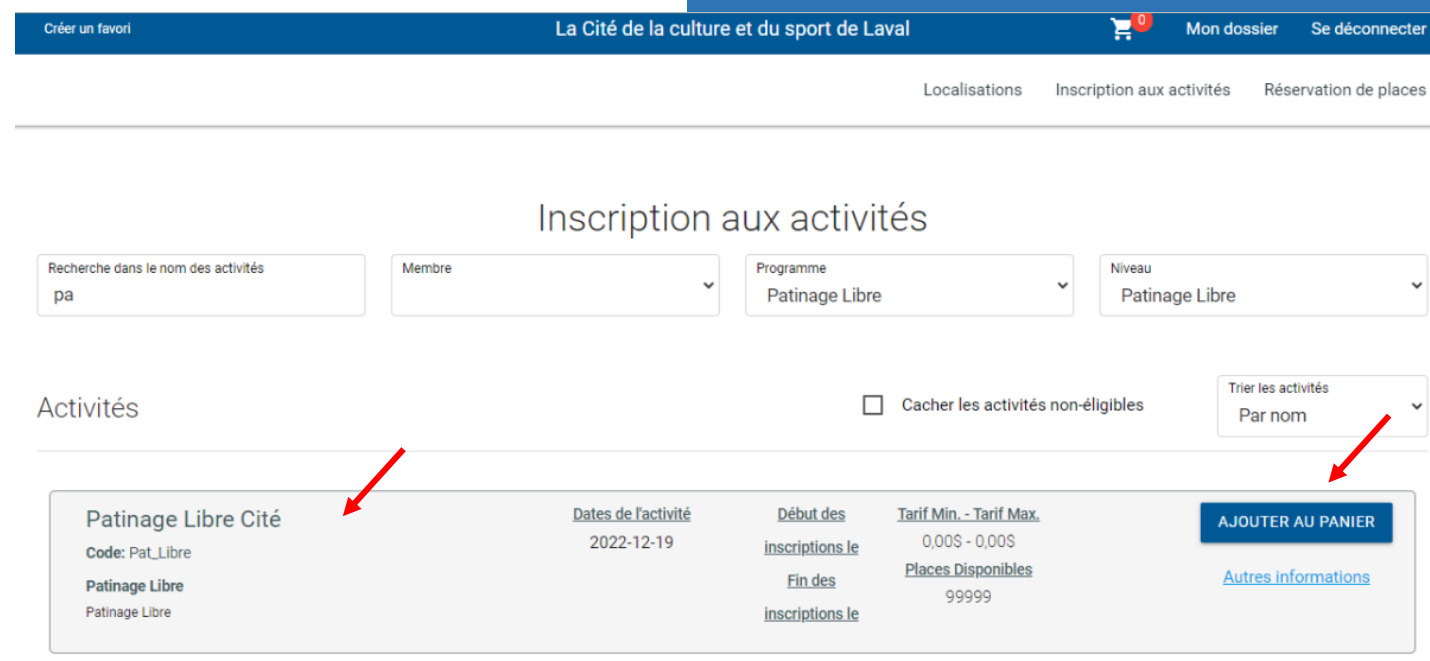 Créer un favori
La Cité de la culture et du sport de Laval
0
Mon dossier
Se déconnecter
Localisations
Inscription aux activités
Réservation de places
Inscription aux activités
Recherche dans le nom des activités
pa
Membre
Programme
Patinage Libre
Niveau
Patinage Libre
Activités
Cacher les activités non-éligibles
Trier les activités
Par nom
Patinage Libre Cité
Code: Pat_Libre
Patinage Libre
Patinage Libre
Dates de l'activité
2022-12-19
Début des
inscriptions le
Fin des
inscriptions le
Tarif Min. - Tarif Max.
0,00$ - 0,00$
Places Disponibles
99999
AJOUTER AU PANIER
Autres informations